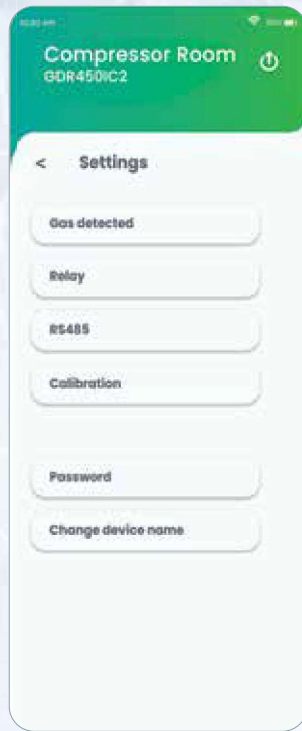 Compressor Room
GDR450IC2
< Settings
Gas detected
Relay
RS485
Calibration
Password
Change device name